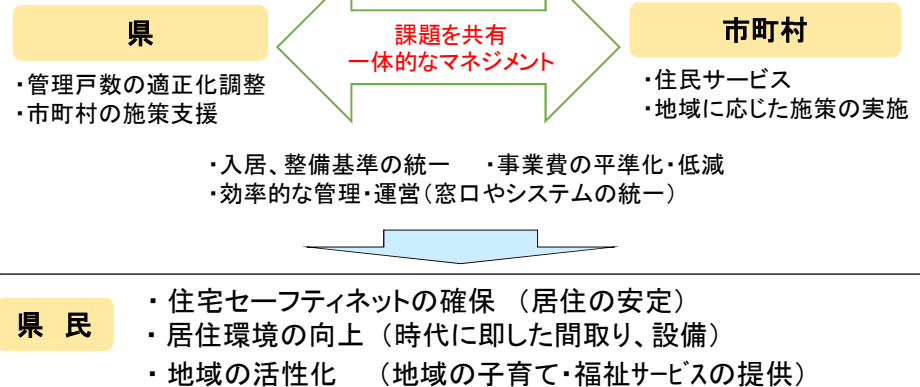 県
・管理戸数の適正化調整
・市町村の施策支援
課題を共有
一体的なマネジメント
市町村
・住民サービス
・地域に応じた施策の実施
・入居、整備基準の統一　・事業費の平準化・低減
・効率的な管理・運営（窓口やシステムの統一）
県 民
・ 住宅セーフティネットの確保 （居住の安定）
・ 居住環境の向上 （時代に即した間取り、設備）
・ 地域の活性化　（地域の子育て・福祉サービスの提供）